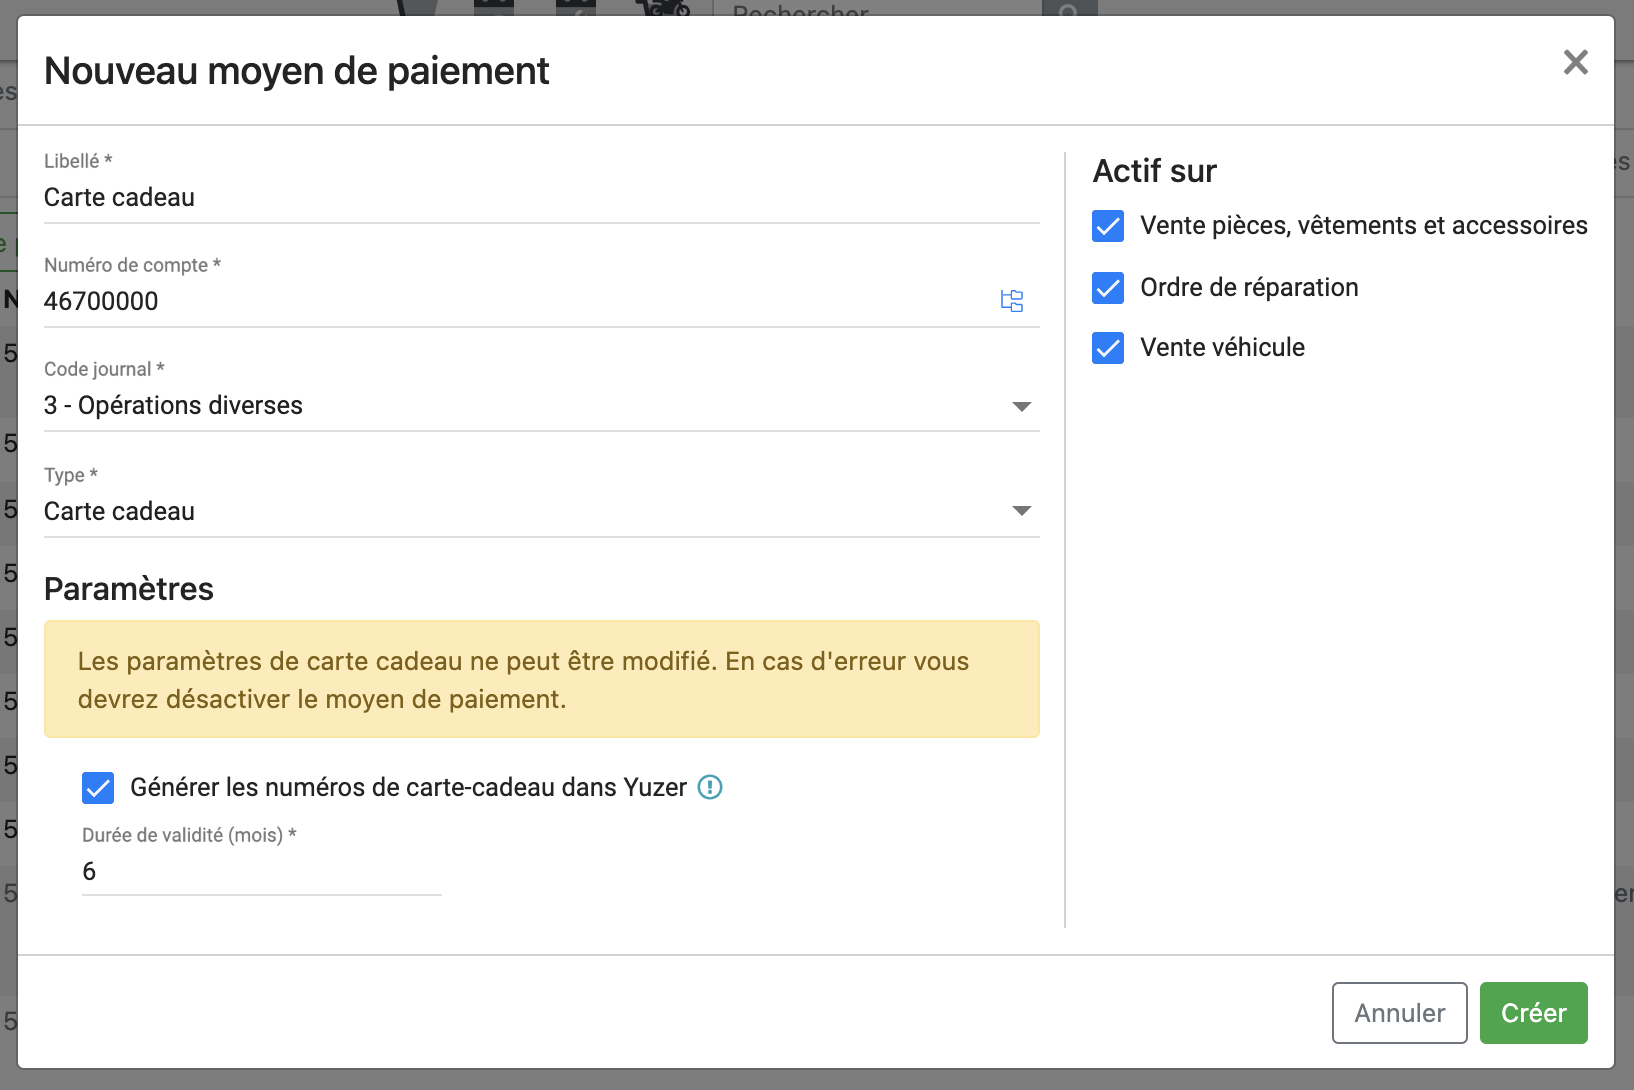 Rechercher
Nouveau moyen de paiement
Libellé *
Carte cadeau
Numéro de compte *
46700000
Code journal *
3 - Opérations diverses
Type *
Carte cadeau
Paramètres
Les paramètres de carte cadeau ne peut être modifié. En cas d'erreur vous
devrez désactiver le moyen de paiement.
Générer les numéros de carte-cadeau dans Yuzer
Durée de validité (mois) *
6
Actif sur
Vente pièces, vêtements et accessoires
Ordre de réparation
Vente véhicule
Annuler
Créer